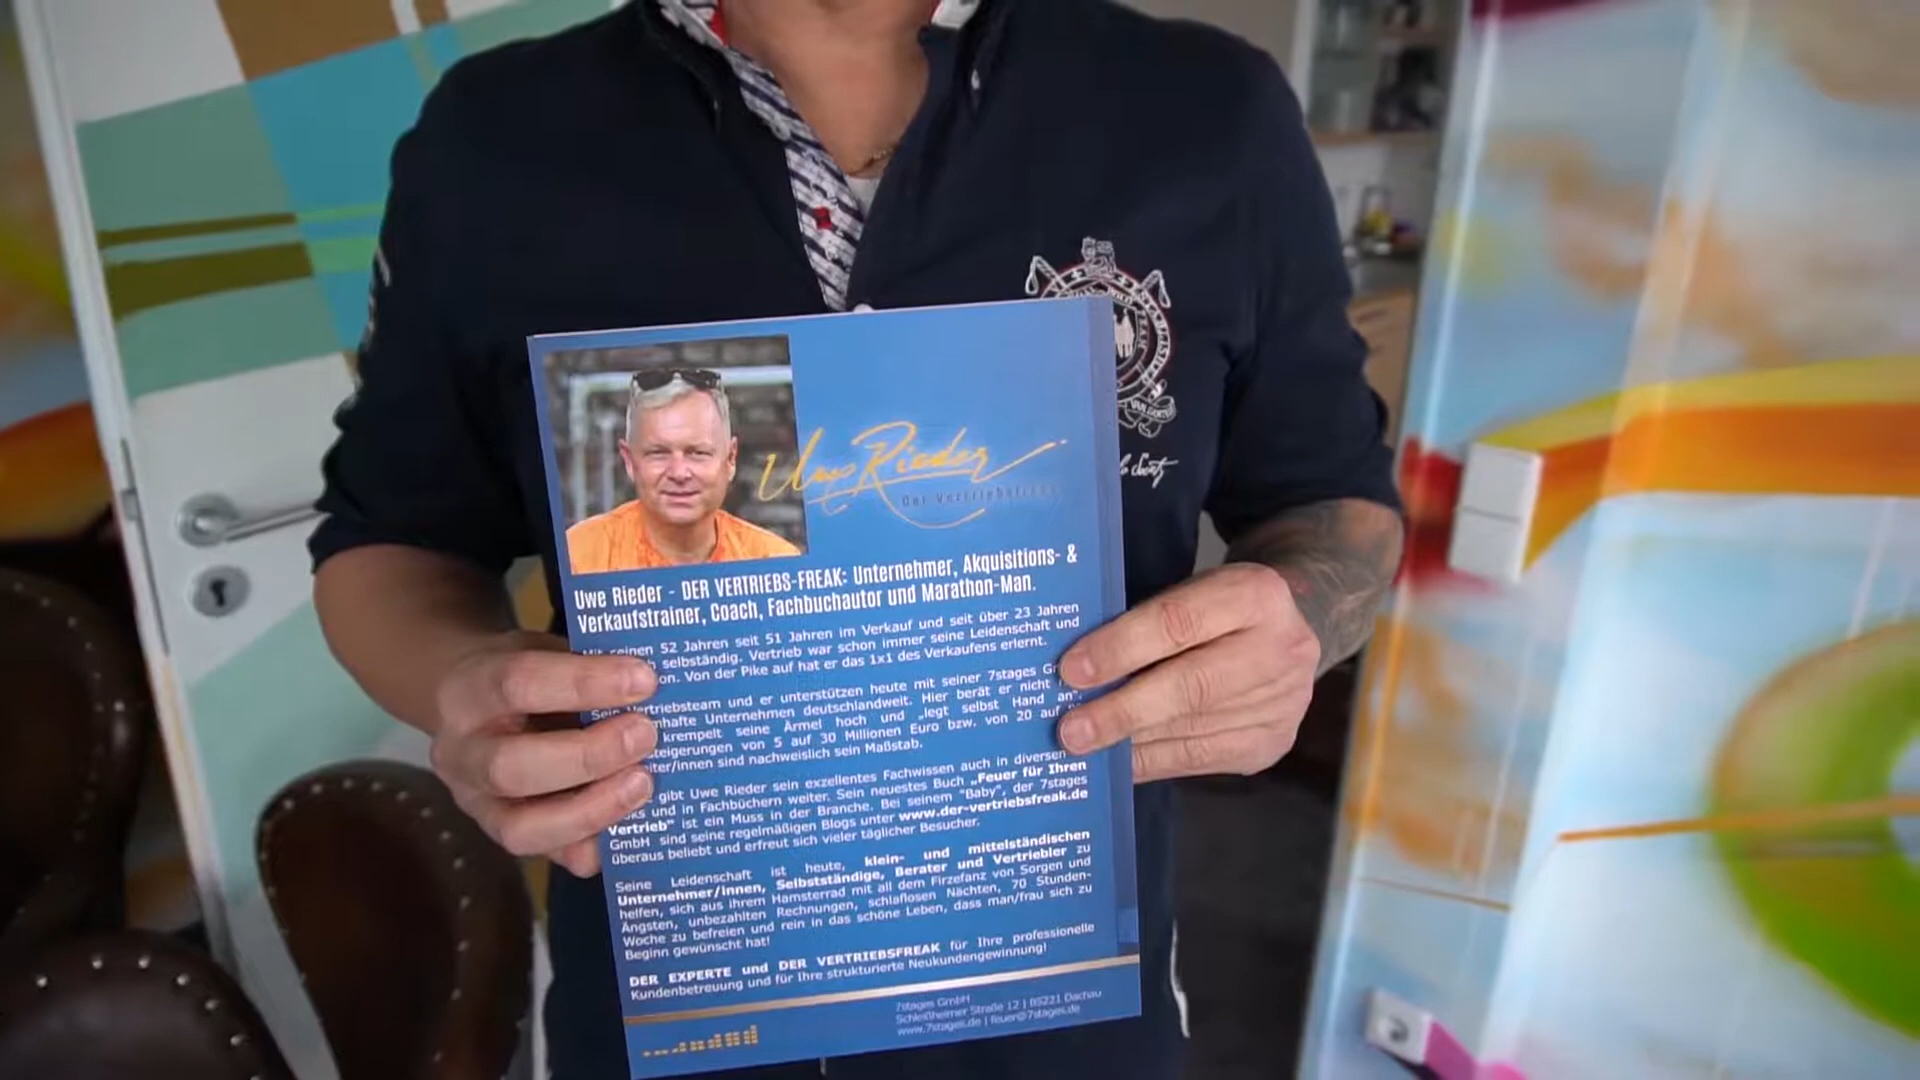 Uwe Rieder
Der Vertriebsfreak
Uwe Rieder - DER VERTRIEBS-FREAK: Unternehmer, Akquisitions- &
Verkaufstrainer, Coach, Fachbuchautor und Marathon-Man.
Mit seinen 52 Jahren seit 51 Jahren im Verkauf und seit über 23 Jahren
selbständig. Vertrieb war schon immer seine Leidenschaft und
Von der Pike auf hat er das 1x1 des Verkaufens erlernt.
Sein Vertriebsteam und er unterstützen heute mit seiner 7stages
Unternehmen deutschlandweit. Hier berät er nicht
krempelt seine Ärmel hoch und „legt selbst Hand an“.
von 5 auf 30 Millionen Euro bzw. von 20 auf
sind nachweislich sein Maßstab.
gibt Uwe Rieder sein exzellentes Fachwissen auch in diversen
und in Fachbüchern weiter. Sein neuestes Buch „Feuer für Ihren
Vertrieb“ ist ein Muss in der Branche. Bei seinem "Baby", der 7stages
GmbH sind seine regelmäßigen Blogs unter www.der-vertriebsfreak.de
überaus beliebt und erfreut sich vieler täglicher Besucher.
Seine Leidenschaft ist heute, klein- und mittelständischen
Unternehmer/innen, Selbstständige, Berater und Vertriebler zu
helfen, sich aus ihrem Hamsterrad mit all dem Firzefanz von Sorgen und
Ängsten, unbezahlten Rechnungen, schlaflosen Nächten, 70 Stunden-
Woche zu befreien und rein in das schöne Leben, dass man/frau sich zu
Beginn gewünscht hat!
DER EXPERTE und DER VERTRIEBSFREAK für Ihre professionelle
Kundenbetreuung und für Ihre strukturierte Neukundengewinnung!
7stages GmbH
Schleißheimer Straße 12 | 85221 Dachau
www.7stages.de | feuer@7stages.de